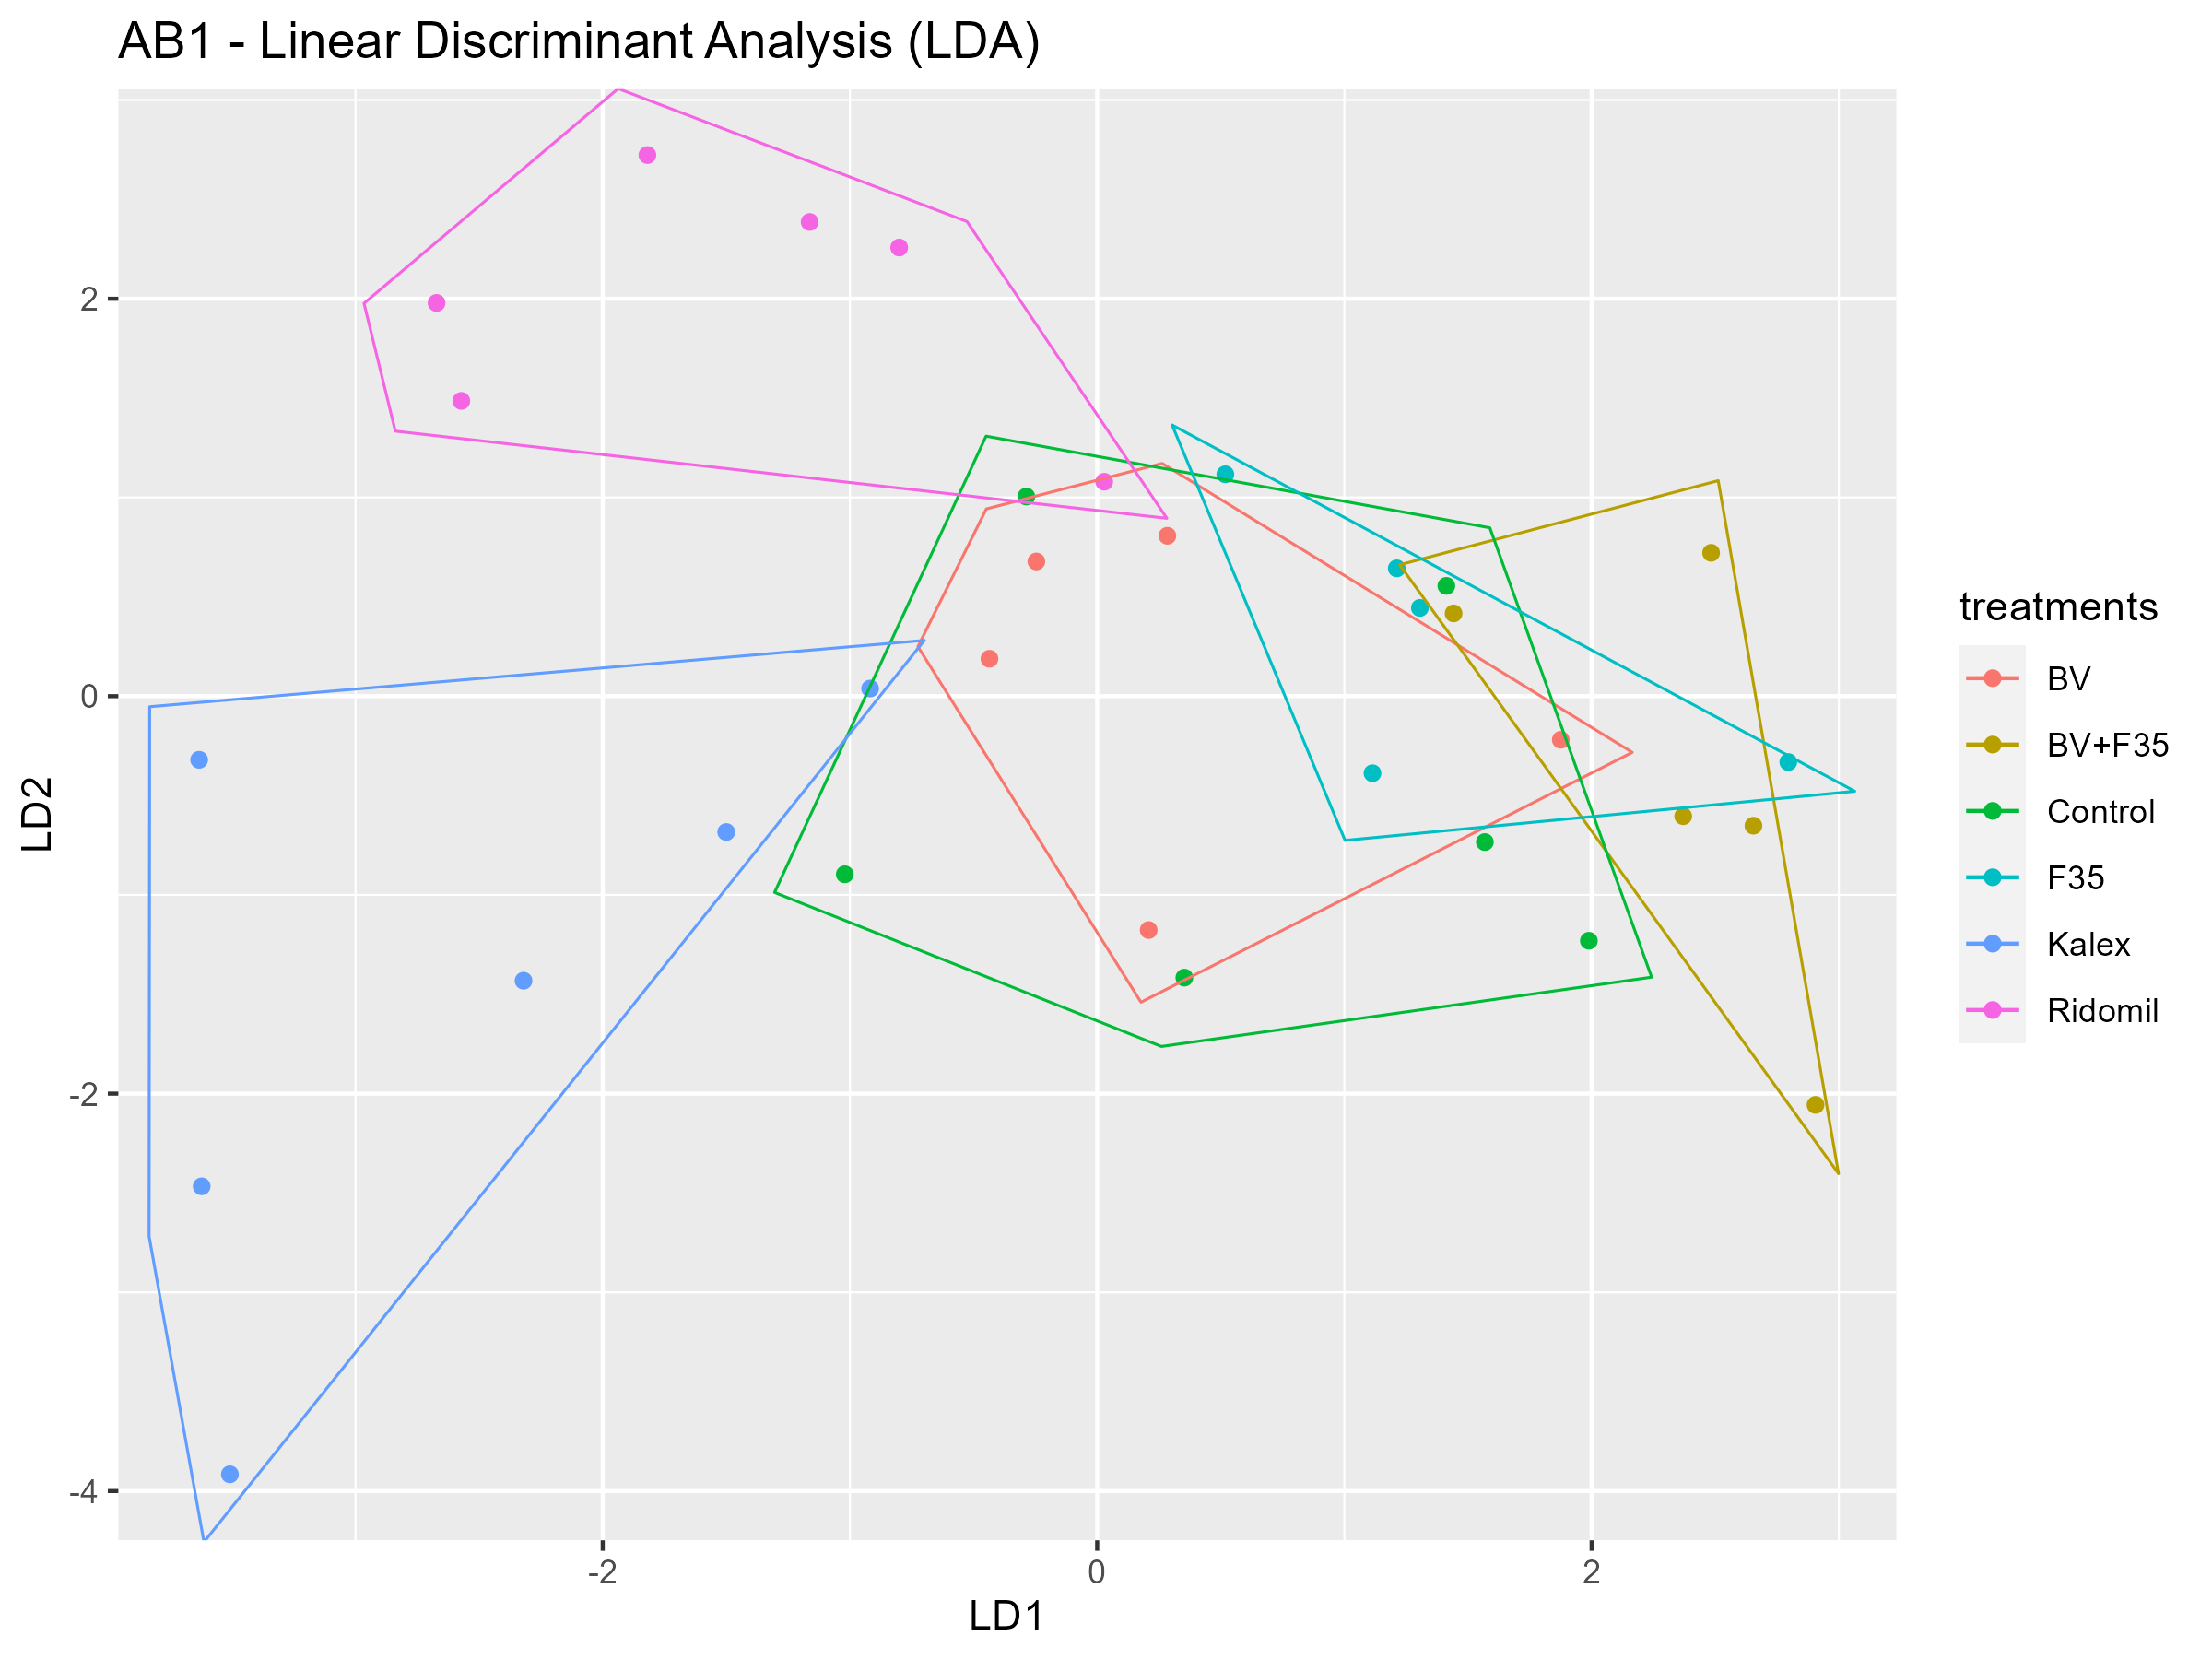 AB1 - Linear Discriminant Analysis (LDA)
LD2
2
0
-2
-4
-2 0 2
LD1
treatments
BV
BV+F35
Control
F35
Kalex
Ridomil